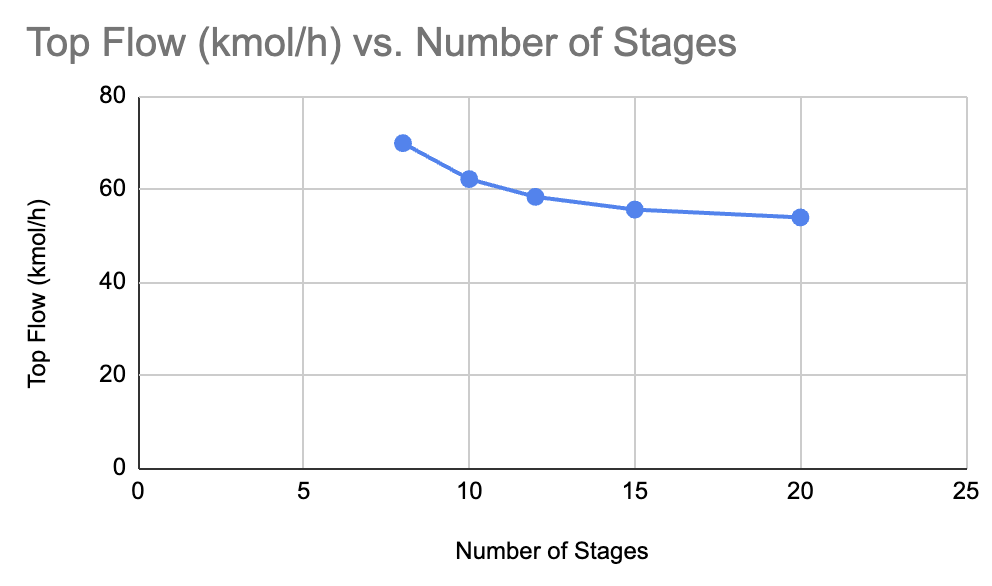 Top Flow (kmol/h) vs. Number of Stages
80
60
40
20
0
Top Flow (kmol/h)
0 5 10 15 20 25
Number of Stages